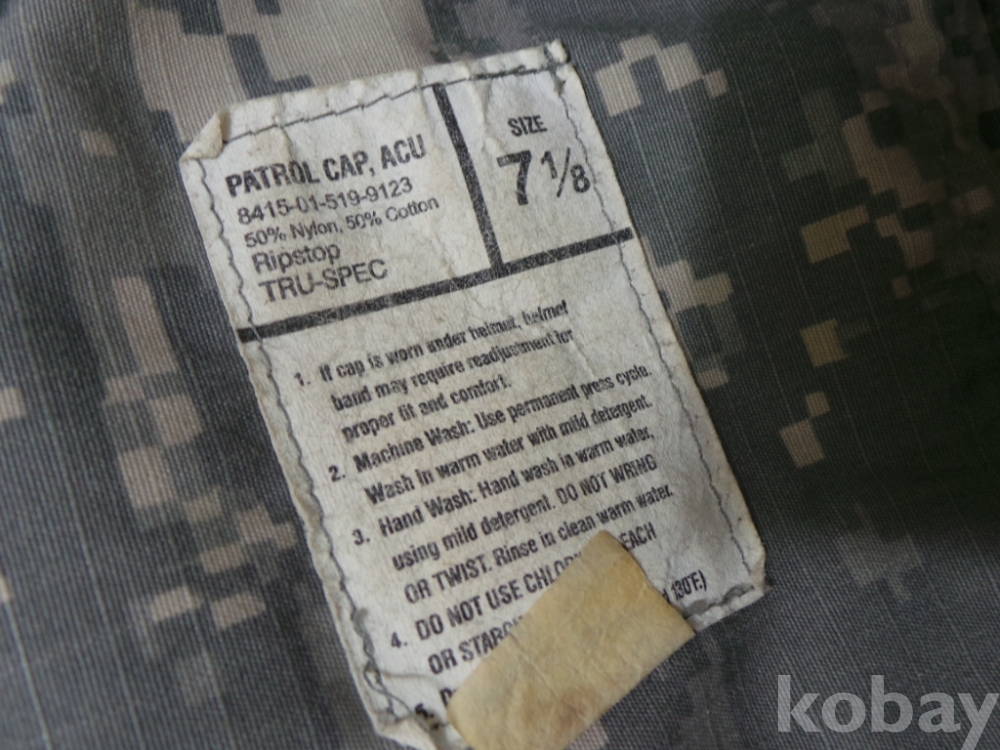 PATROL CAP, ACU
8415-01-519-9123
50% Nylon, 50% Cotton
Ripstop
TRU-SPEC
SIZE
7 1/8
1. If cap is worn under helmet, helmet
band may require readjustment for
proper fit and comfort.
2. Machine Wash: Use permanent press cycle.
Wash in warm water with mild detergent.
3. Hand Wash: Hand wash in warm water,
using mild detergent. DO NOT WRING
OR TWIST. Rinse in clean warm water.
4. DO NOT USE
OR
130°F.)
kobay